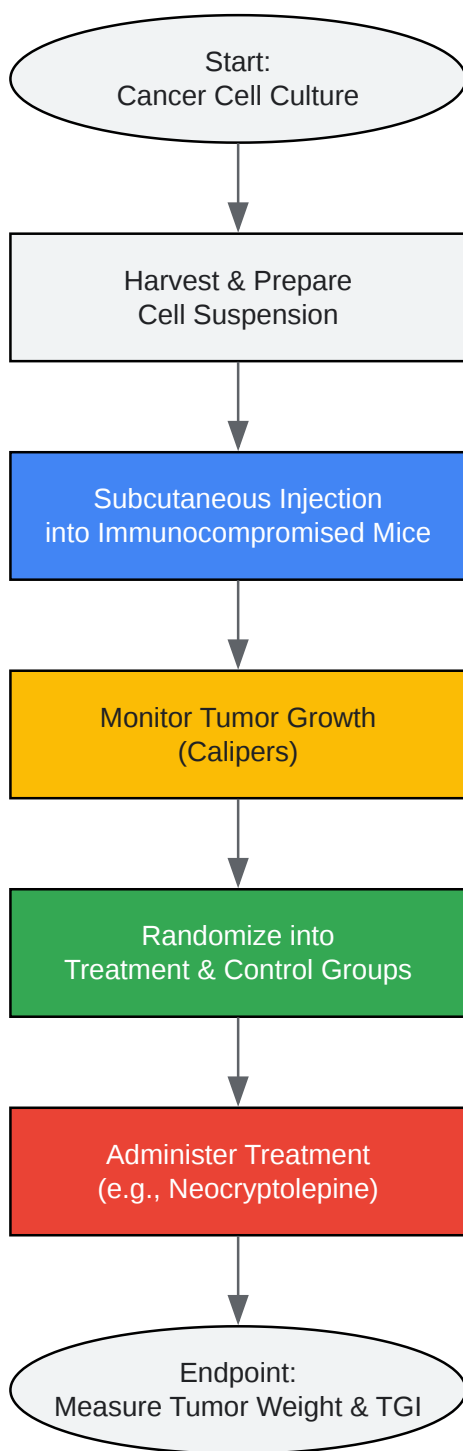 Start:
Cancer Cell Culture
Harvest & Prepare
Cell Suspension
Subcutaneous Injection
into Immunocompromised Mice
Monitor Tumor Growth
(Calipers)
Randomize into
Treatment & Control Groups
Administer Treatment
(e.g., Neocryptolepine)
Endpoint:
Measure Tumor Weight & TGI